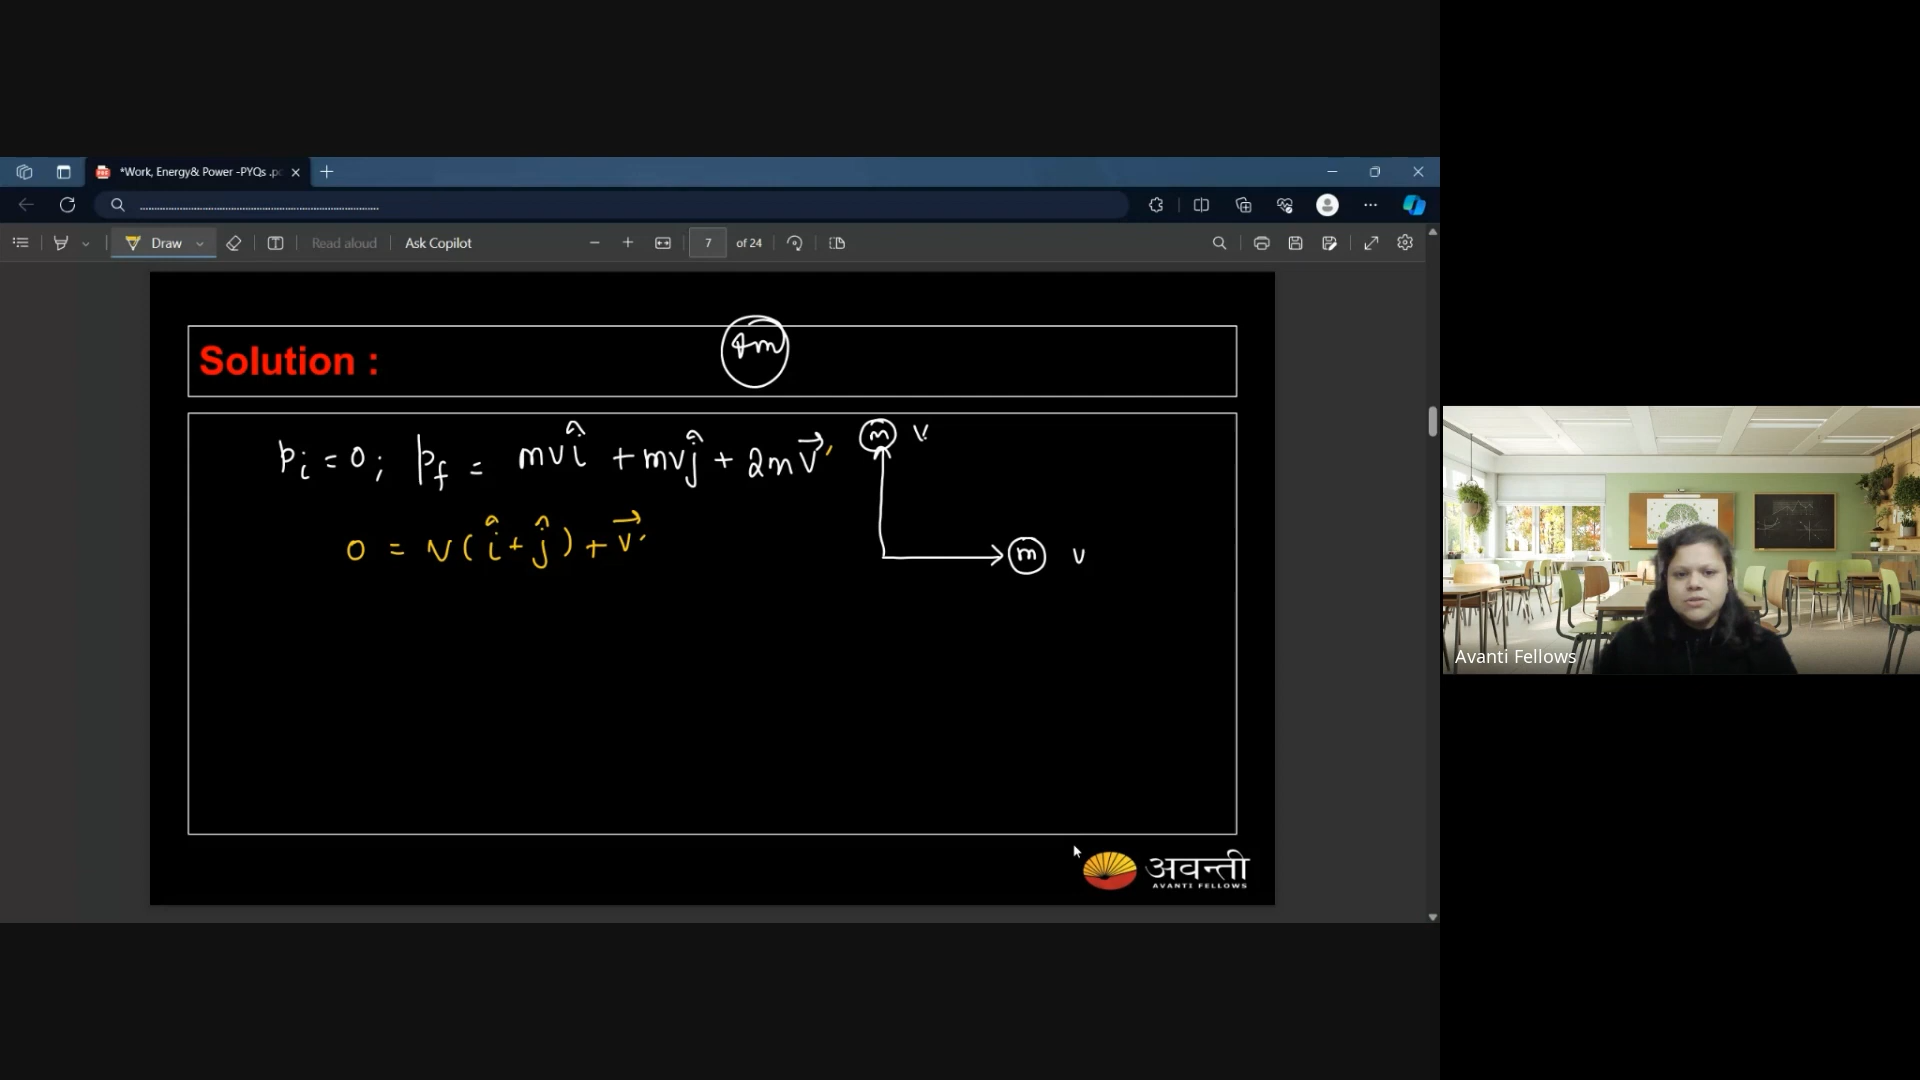 *Work, Energy& Power -PYQs .p
Draw
Read aloud
Ask Copilot
7 of 24
Solution :
4m
p_i = 0; p_f = mvî + mvĵ + 2mv⃗'
m v
0 = v(î + ĵ) + v⃗'
m v
Avanti Fellows
अवन्ती
AVANTI FELLOWS